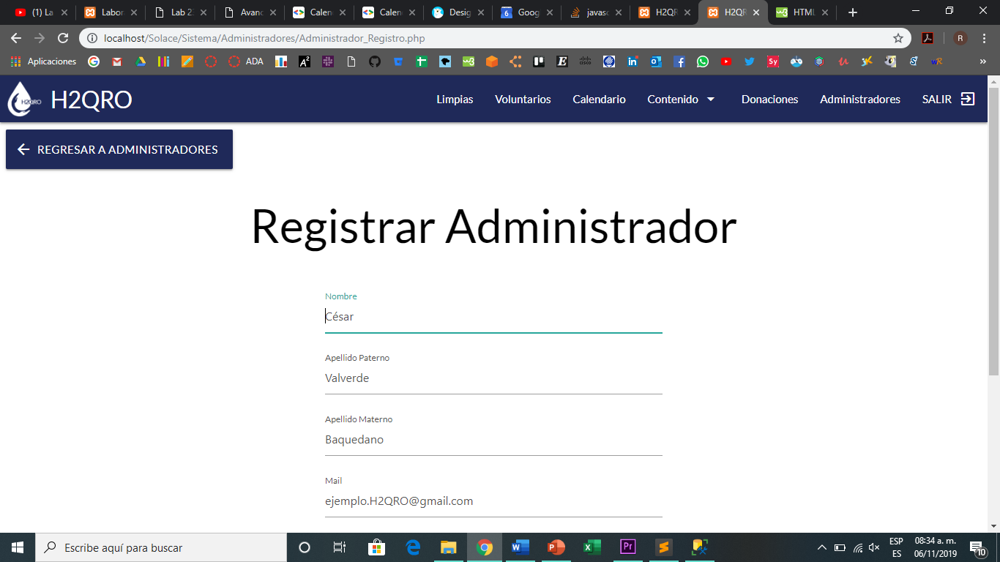 (1) La
Labor
Lab 2
Avanc
Calen
Calen
Desig
Goog
javasc
H2QR
H2QR
HTML
localhost/Solace/Sistema/Administradores/Administrador_Registro.php
R
Aplicaciones
ADA
H2QRO
H2QRO
Limpias
Voluntarios
Calendario
Contenido
Donaciones
Administradores
SALIR
REGRESAR A ADMINISTRADORES
Registrar Administrador
Nombre
César
Apellido Paterno
Valverde
Apellido Materno
Baquedano
Mail
ejemplo.H2QRO@gmail.com
Escribe aquí para buscar
ESP
ES
08:34 a. m.
06/11/2019
10